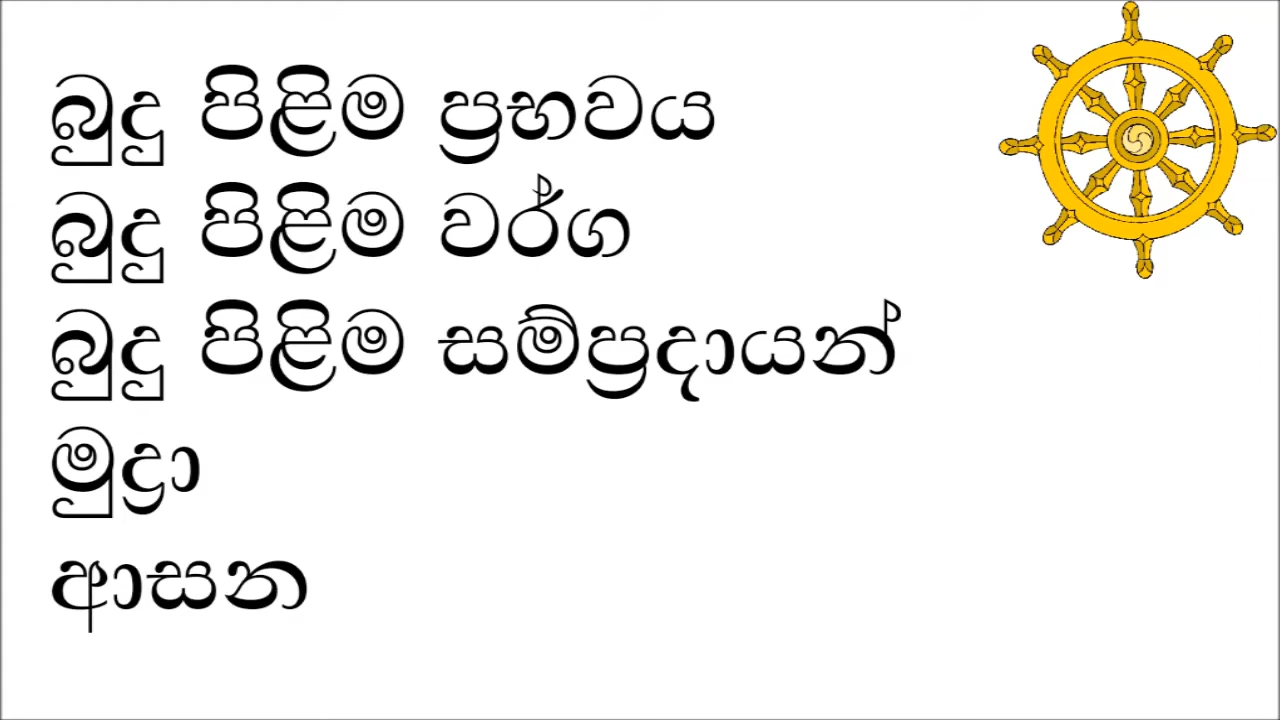 බුදු පිළිම ප්‍රභවය
බුදු පිළිම වර්ග
බුදු පිළිම සම්ප්‍රදායන්
මුද්‍රා
ආසන